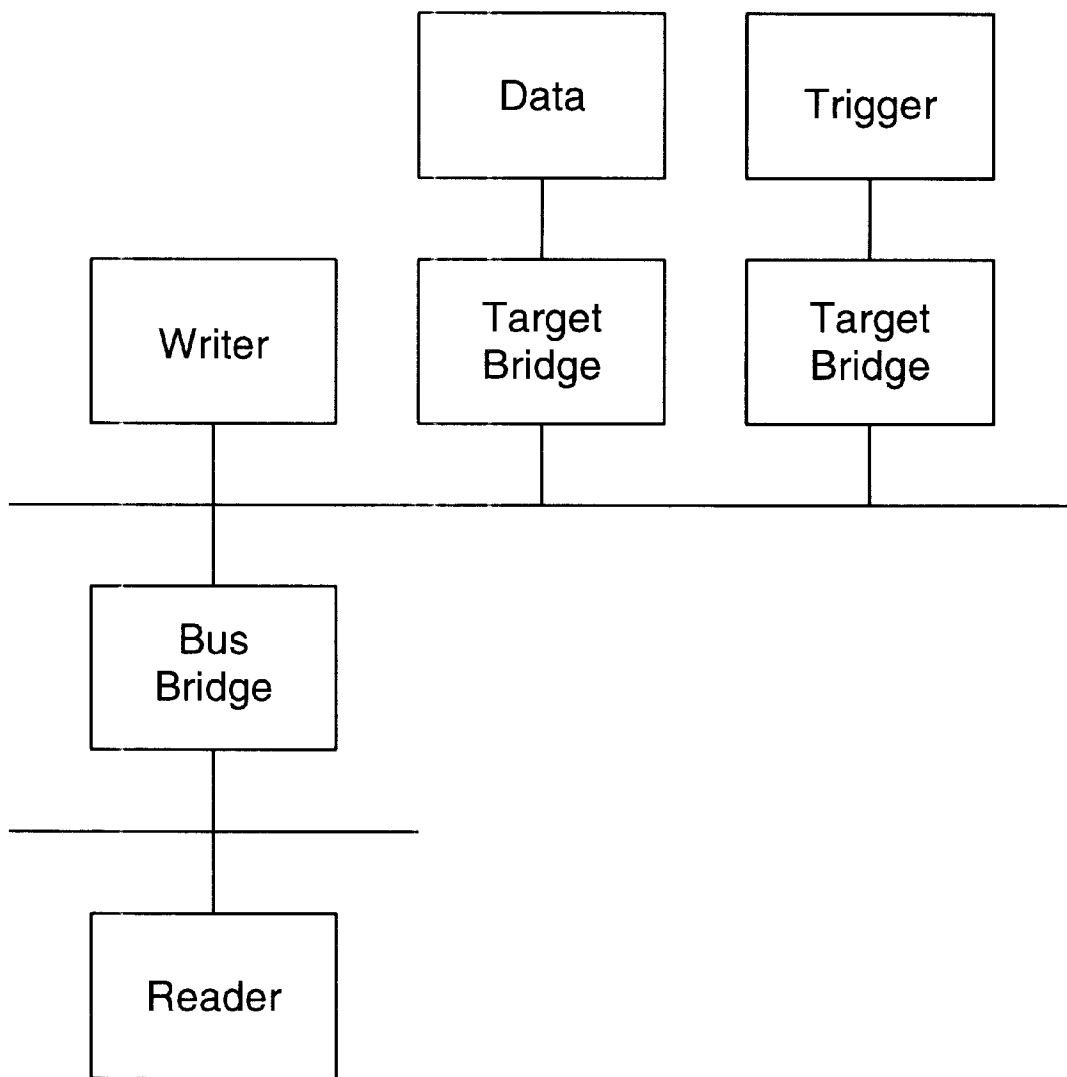 Data
Trigger
Writer
Target
Bridge
Target
Bridge
Bus
Bridge
Reader